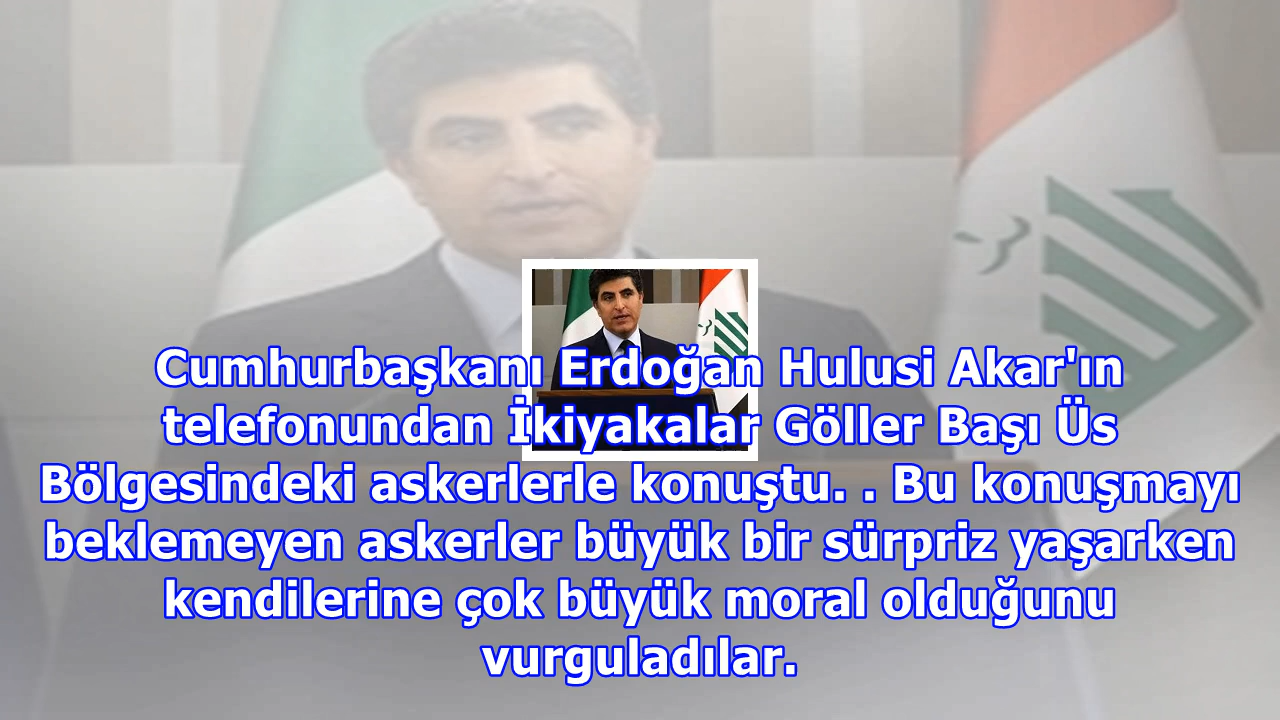 Cumhurbaşkanı Erdoğan Hulusi Akar'ın
telefonundan İkiyakalar Göller Başı Üs
Bölgesindeki askerlerle konuştu. . Bu konuşmayı
beklemeyen askerler büyük bir sürpriz yaşarken
kendilerine çok büyük moral olduğunu
vurguladılar.